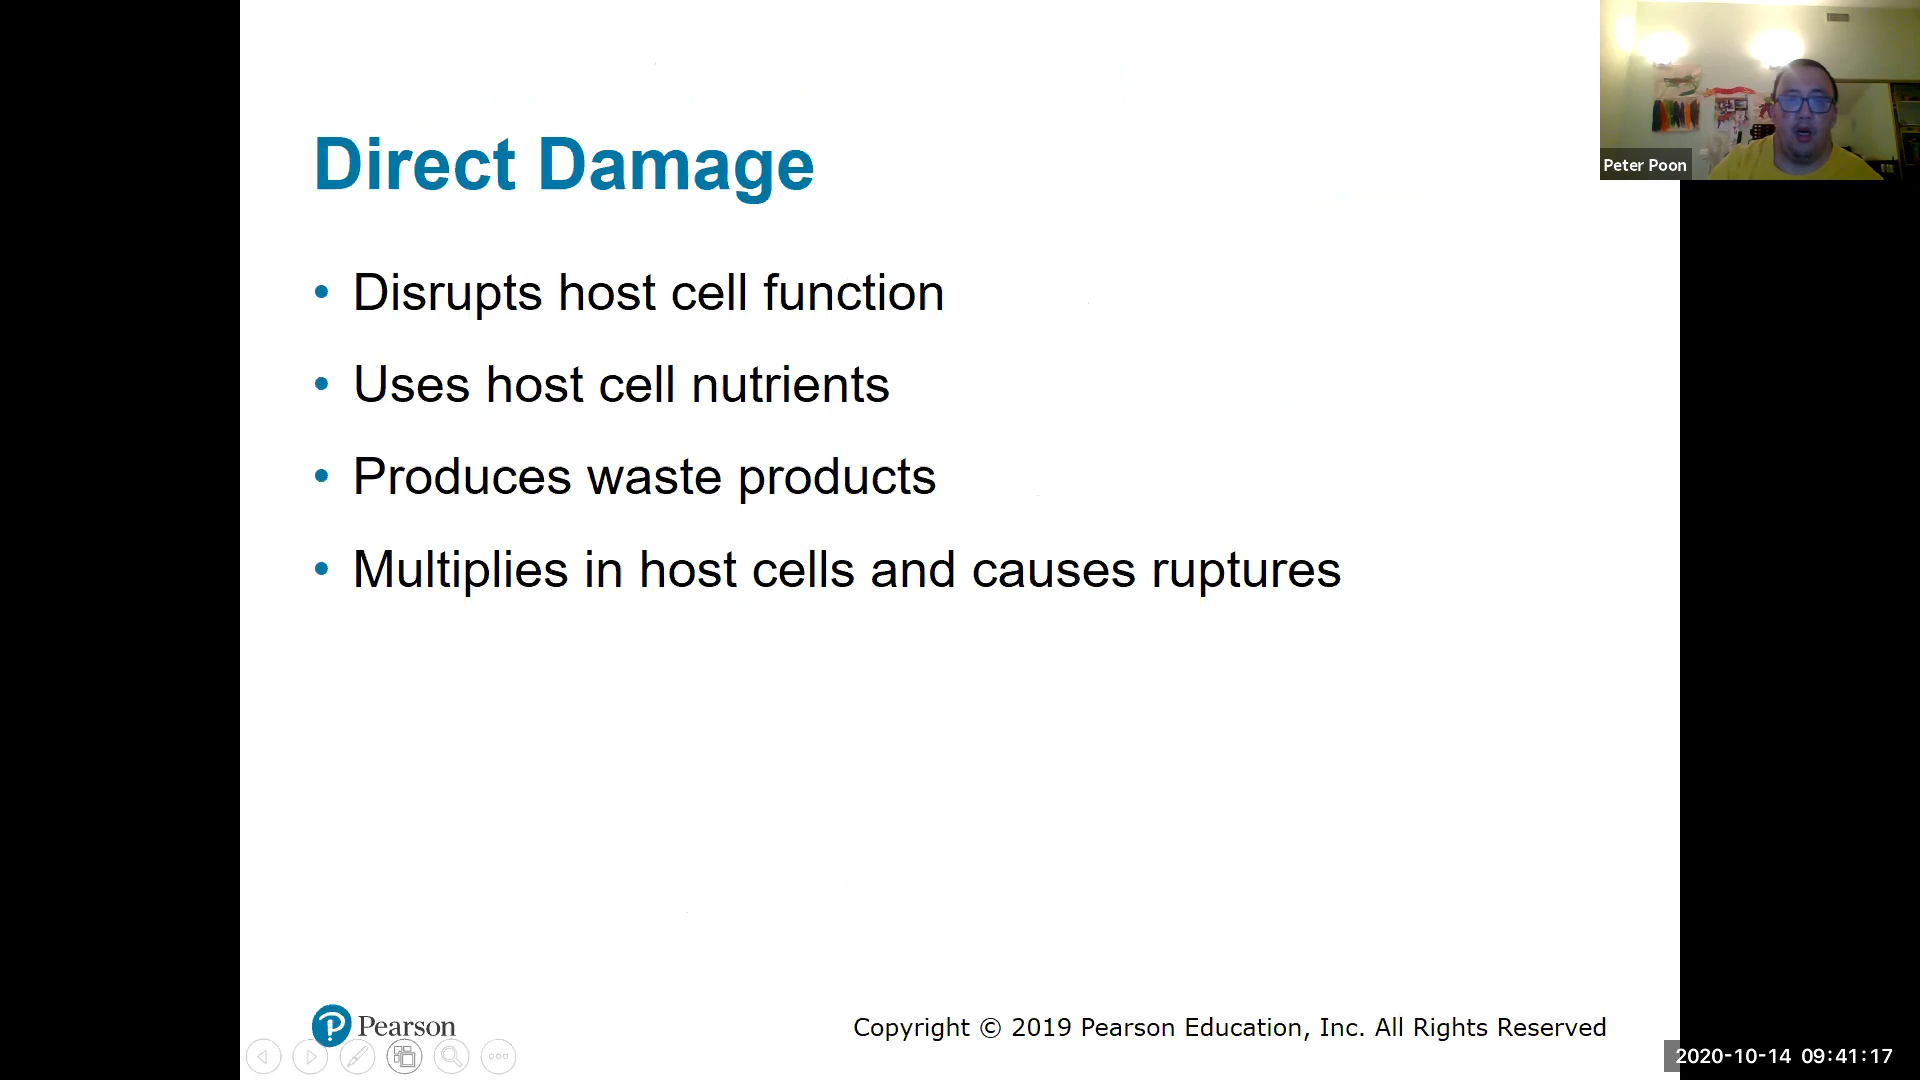 Direct Damage
• Disrupts host cell function
• Uses host cell nutrients
• Produces waste products
• Multiplies in host cells and causes ruptures
Peter Poon
Pearson
Copyright © 2019 Pearson Education, Inc. All Rights Reserved
2020-10-14 09:41:17